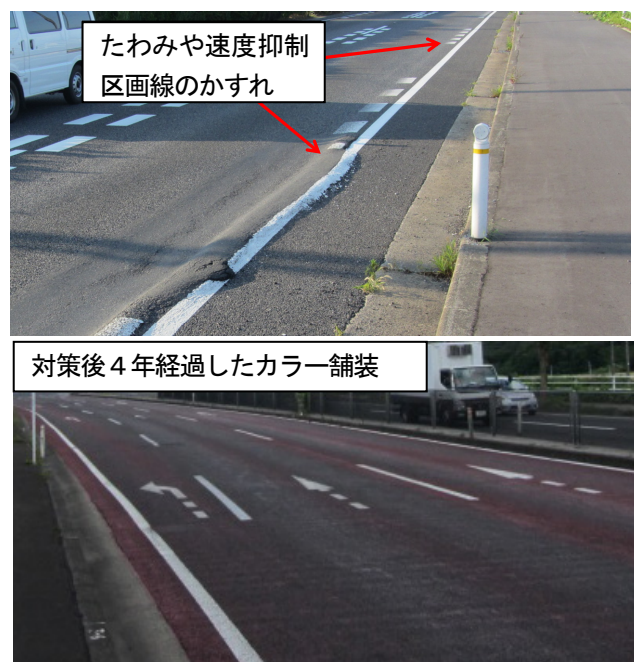 たわみや速度抑制
区画線のかすれ
対策後４年経過したカラー舗装